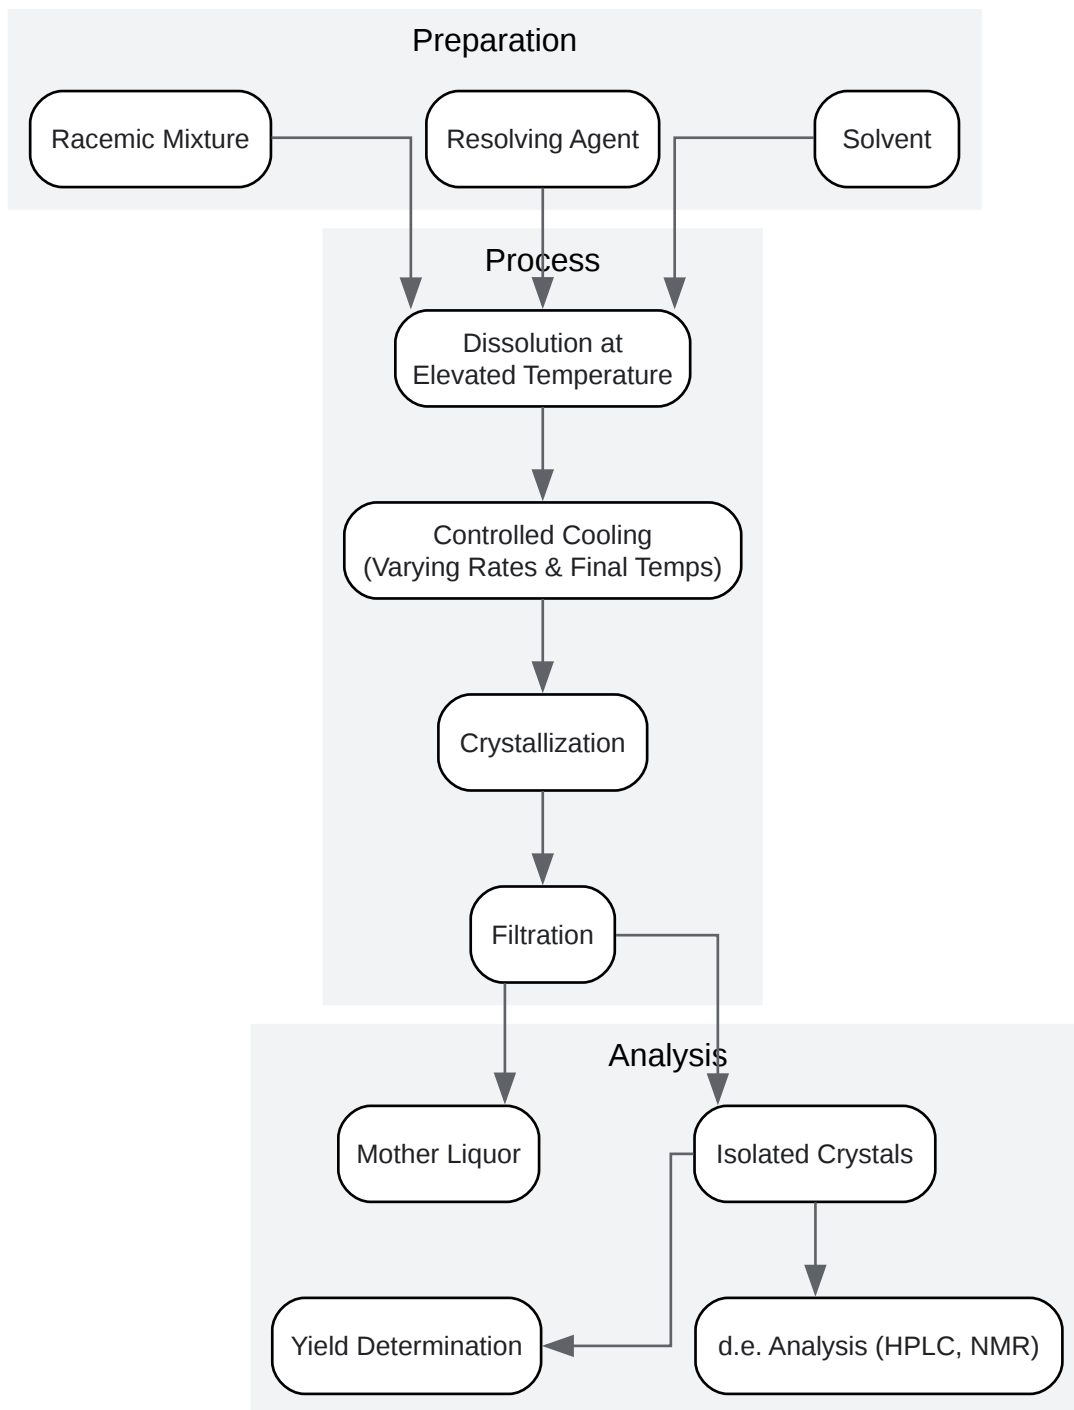 Preparation
Racemic Mixture
Resolving Agent
Solvent
Process
Dissolution at
Elevated Temperature
Controlled Cooling
(Varying Rates & Final Temps)
Crystallization
Filtration
Analysis
Mother Liquor
Isolated Crystals
Yield Determination
d.e. Analysis (HPLC, NMR)